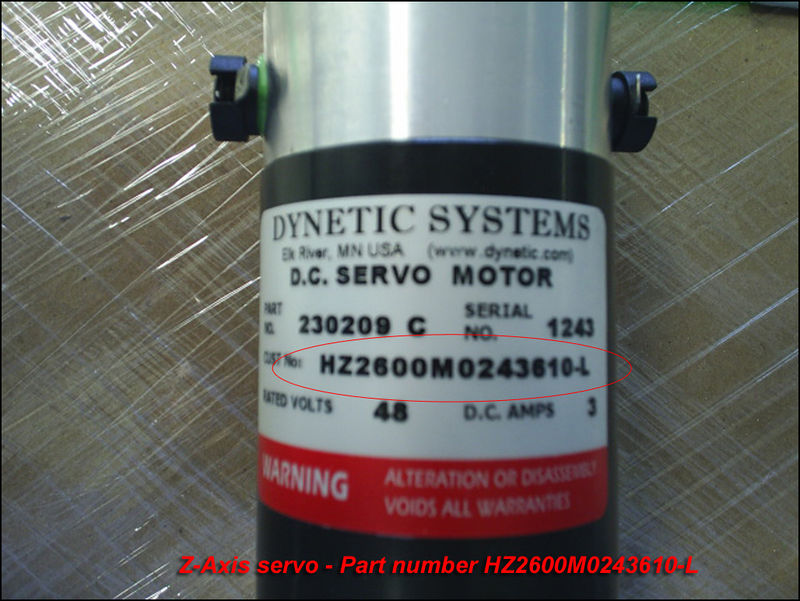 DYNETIC SYSTEMS
Elk River, MN USA (www.dynetic.com)
D.C. SERVO MOTOR
PART NO. 230209 C SERIAL NO. 1243
CUST No: HZ2600M0243610-L
RATED VOLTS 48 D.C. AMPS 3
WARNING
ALTERATION OR DISASSEMBLY
VOIDS ALL WARRANTIES
Z-Axis servo - Part number HZ2600M0243610-L